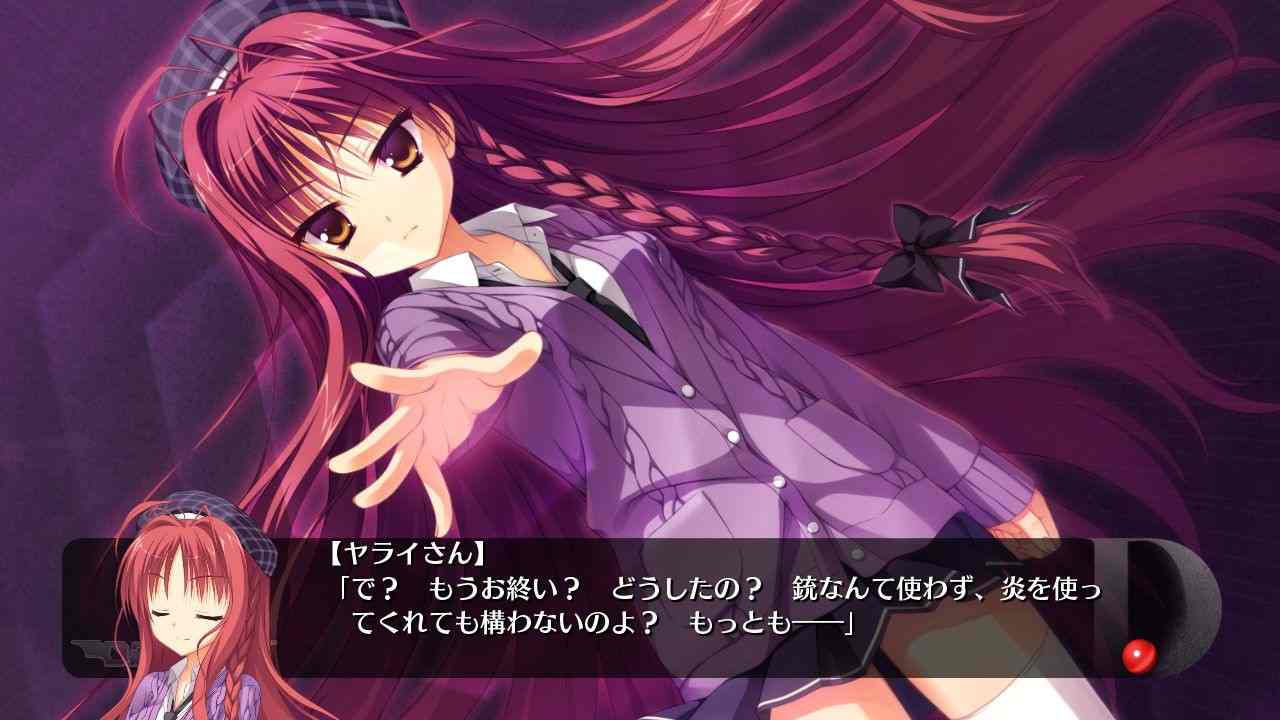 【ヤライさん】
「で？　もうお終い？　どうしたの？　銃なんて使わず、炎を使っ
てくれても構わないのよ？　もっとも――」